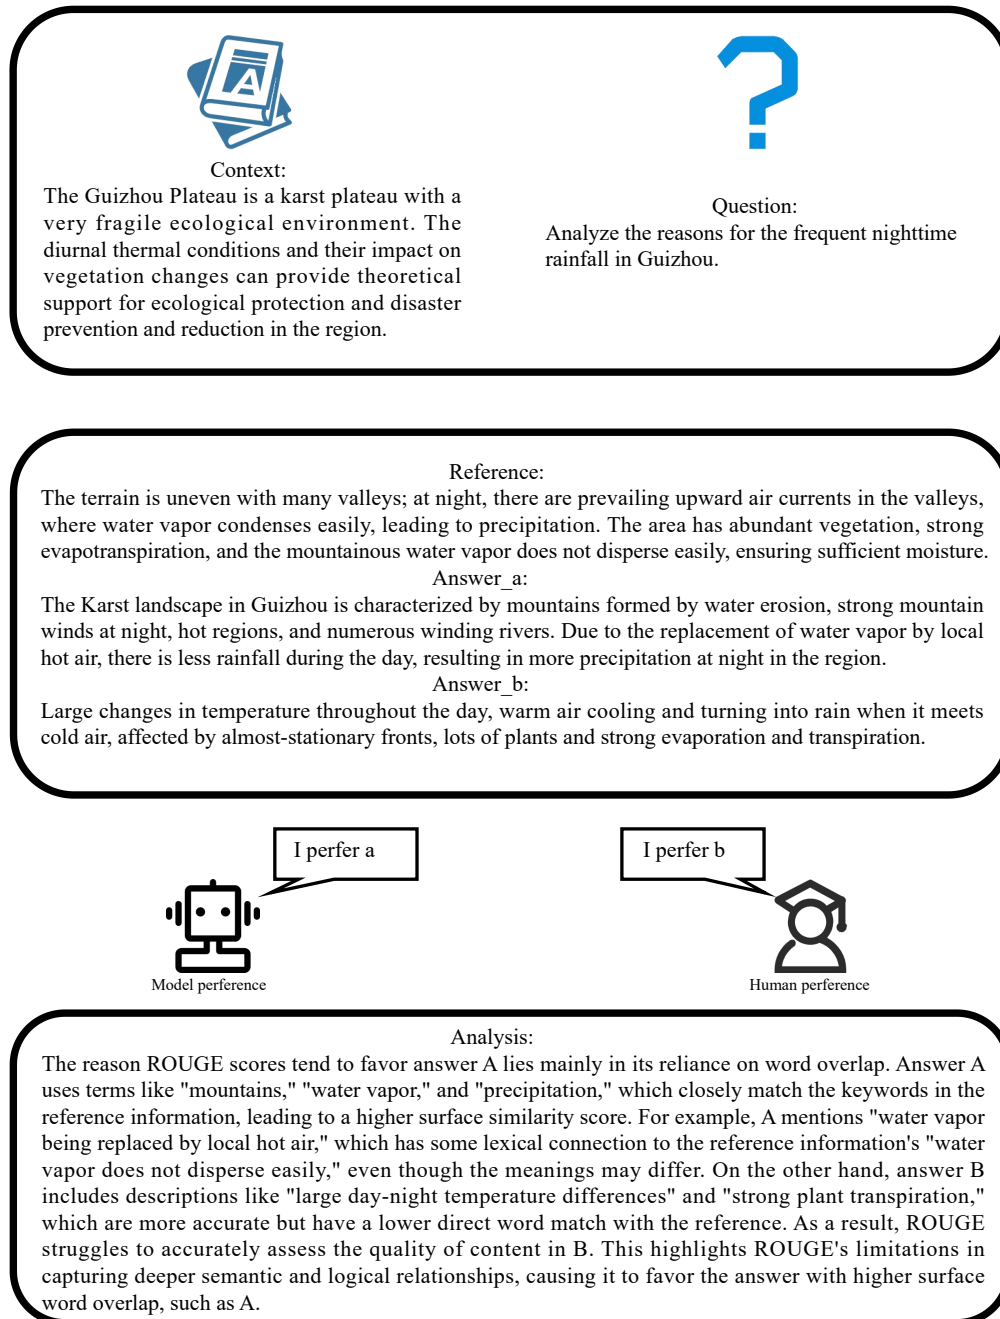 A
Context:
The Guizhou Plateau is a karst plateau with a
very fragile ecological environment. The
diurnal thermal conditions and their impact on
vegetation changes can provide theoretical
support for ecological protection and disaster
prevention and reduction in the region.
?
Question:
Analyze the reasons for the frequent nighttime
rainfall in Guizhou.
Reference:
The terrain is uneven with many valleys; at night, there are prevailing upward air currents in the valleys,
where water vapor condenses easily, leading to precipitation. The area has abundant vegetation, strong
evapotranspiration, and the mountainous water vapor does not disperse easily, ensuring sufficient moisture.
Answer_a:
The Karst landscape in Guizhou is characterized by mountains formed by water erosion, strong mountain
winds at night, hot regions, and numerous winding rivers. Due to the replacement of water vapor by local
hot air, there is less rainfall during the day, resulting in more precipitation at night in the region.
Answer_b:
Large changes in temperature throughout the day, warm air cooling and turning into rain when it meets
cold air, affected by almost-stationary fronts, lots of plants and strong evaporation and transpiration.
I perfer a
I perfer b
Model perference
Human perference
Analysis:
The reason ROUGE scores tend to favor answer A lies mainly in its reliance on word overlap. Answer A
uses terms like "mountains," "water vapor," and "precipitation," which closely match the keywords in the
reference information, leading to a higher surface similarity score. For example, A mentions "water vapor
being replaced by local hot air," which has some lexical connection to the reference information's "water
vapor does not disperse easily," even though the meanings may differ. On the other hand, answer B
includes descriptions like "large day-night temperature differences" and "strong plant transpiration,"
which are more accurate but have a lower direct word match with the reference. As a result, ROUGE
struggles to accurately assess the quality of content in B. This highlights ROUGE's limitations in
capturing deeper semantic and logical relationships, causing it to favor the answer with higher surface
word overlap, such as A.